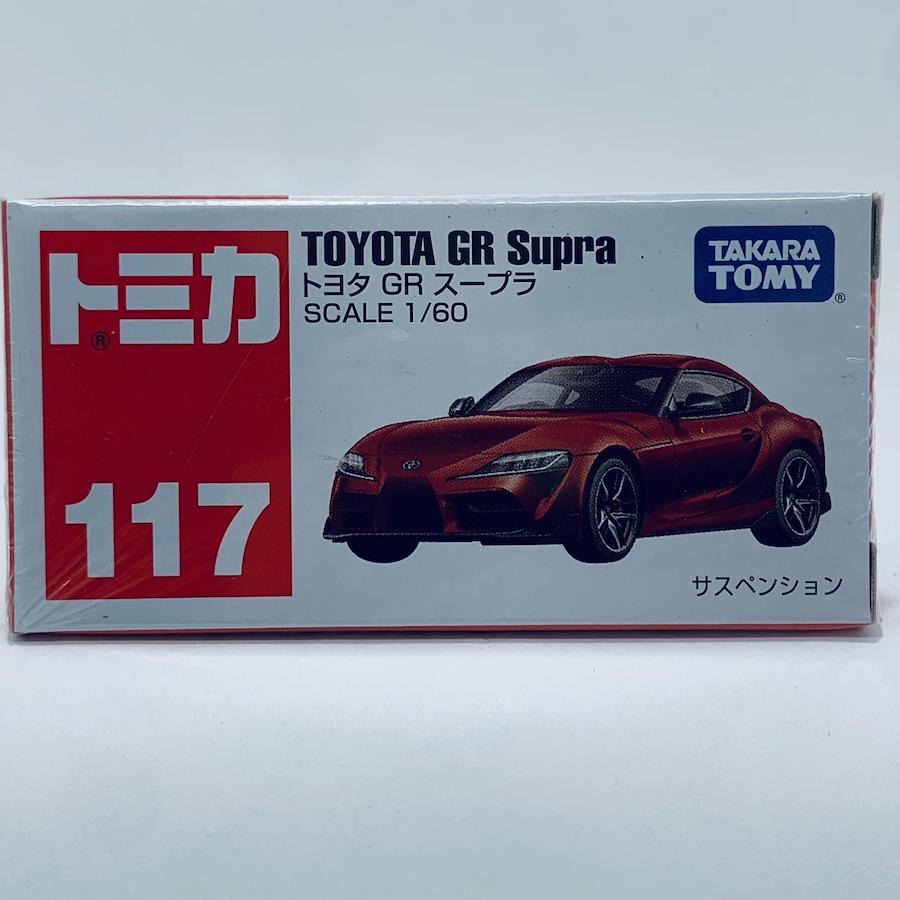 トミカ®
117
TOYOTA GR Supra
トヨタ GR スープラ
SCALE 1/60
TAKARA
TOMY®
サスペンション